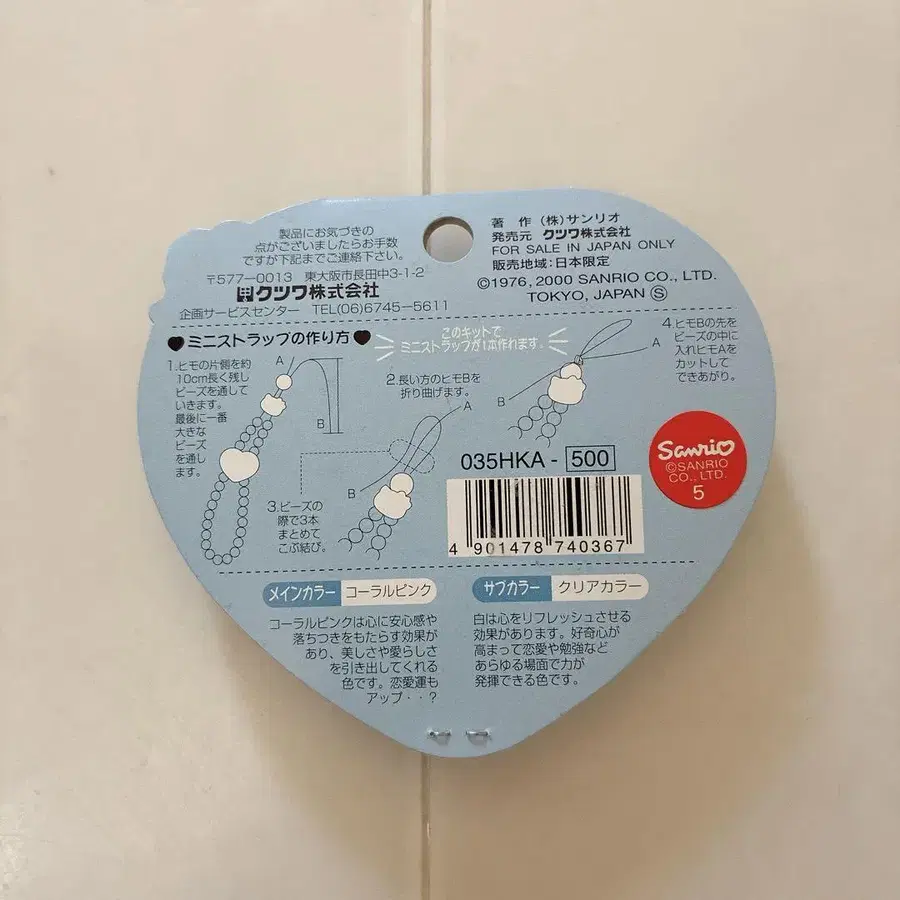 製品にお気づきの
点がございましたらお手数
ですが下記までご連絡下さい。
〒577-0013 東大阪市長田中3-1-2
クツワ株式会社
企画サービスセンター TEL(06)6745-5611
著 作 (株)サンリオ
発売元 クツワ株式会社
FOR SALE IN JAPAN ONLY
販売地域:日本限定
©1976, 2000 SANRIO CO., LTD.
TOKYO, JAPAN Ⓢ
♥ミニストラップの作り方♥
このキットで
ミニストラップが1本作れます。
1.ヒモの片側を約
10cm長く残し
ビーズを通して
いきます。
最後に一番
大きな
ビーズ
を通し
ます。
A
B
2.長い方のヒモBを
折り曲げます。
A
B
3.ビーズの
際で3本
まとめて
こぶ結び。
4.ヒモBの先を
ビーズの中に
入れヒモAを
カットして
できあがり。
A
B
035HKA - 500
4 901478 740367
Sanrio
©SANRIO
CO., LTD.
5
メインカラー コーラルピンク
コーラルピンクは心に安心感や
落ちつきをもたらす効果が
あり、美しさや愛らしさ
を引き出してくれる
色です。恋愛運も
アップ・・?
サブカラー クリアカラー
白は心をリフレッシュさせる
効果があります。好奇心が
高まって恋愛や勉強など
あらゆる場面で力が
発揮できる色です。